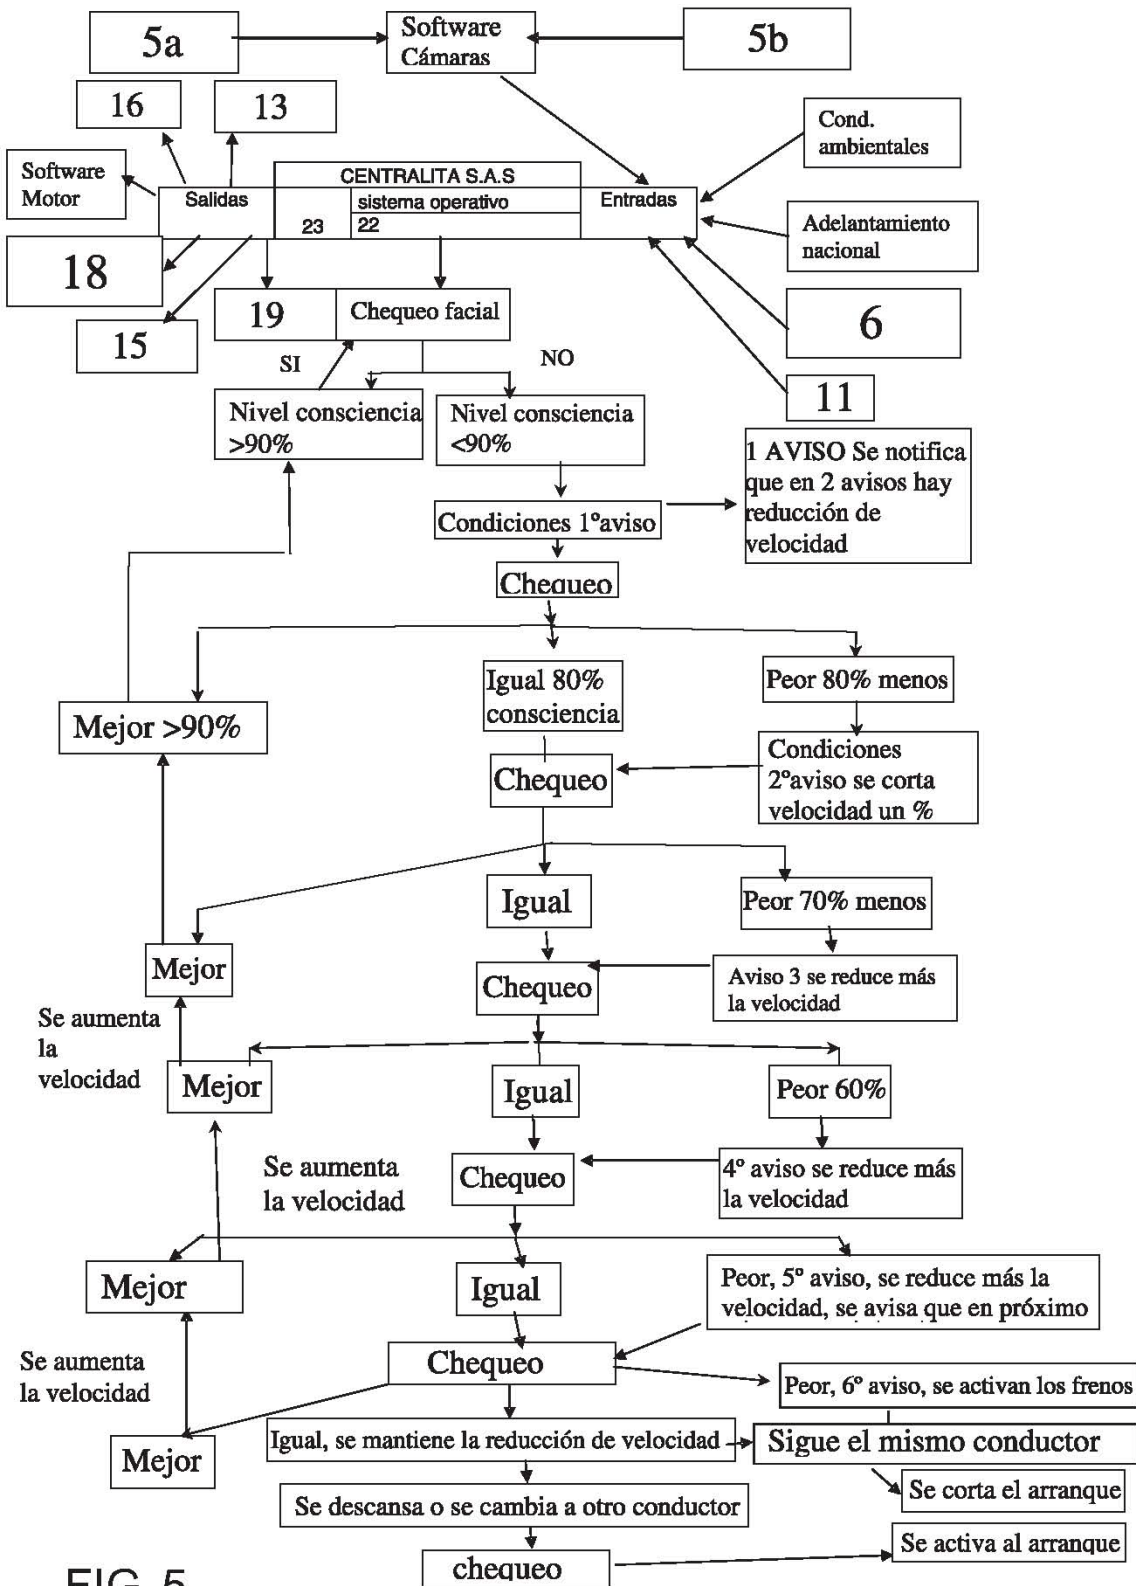 5a
Software
Cámaras
5b
16
13
Cond.
ambientales
Software
Motor
CENTRALITA S.A.S
Salidas
sistema operativo
Entradas
23
22
Adelantamiento
nacional
18
19
Chequeo facial
6
15
SI
NO
11
Nivel consciencia
>90%
Nivel consciencia
<90%
1 AVISO Se notifica
que en 2 avisos hay
reducción de
velocidad
Condiciones 1ºaviso
Chequeo
Igual 80%
consciencia
Peor 80% menos
Mejor >90%
Condiciones
2ºaviso se corta
velocidad un %
Chequeo
Igual
Peor 70% menos
Mejor
Chequeo
Aviso 3 se reduce más
la velocidad
Se aumenta
la
velocidad
Mejor
Igual
Peor 60%
Se aumenta
la velocidad
Chequeo
4º aviso se reduce más
la velocidad
Mejor
Igual
Peor, 5º aviso, se reduce más la
velocidad, se avisa que en próximo
Se aumenta
la velocidad
Chequeo
Peor, 6º aviso, se activan los frenos
Mejor
Igual, se mantiene la reducción de velocidad
Sigue el mismo conductor
Se descansa o se cambia a otro conductor
Se corta el arranque
chequeo
Se activa al arranque
FIG. 5